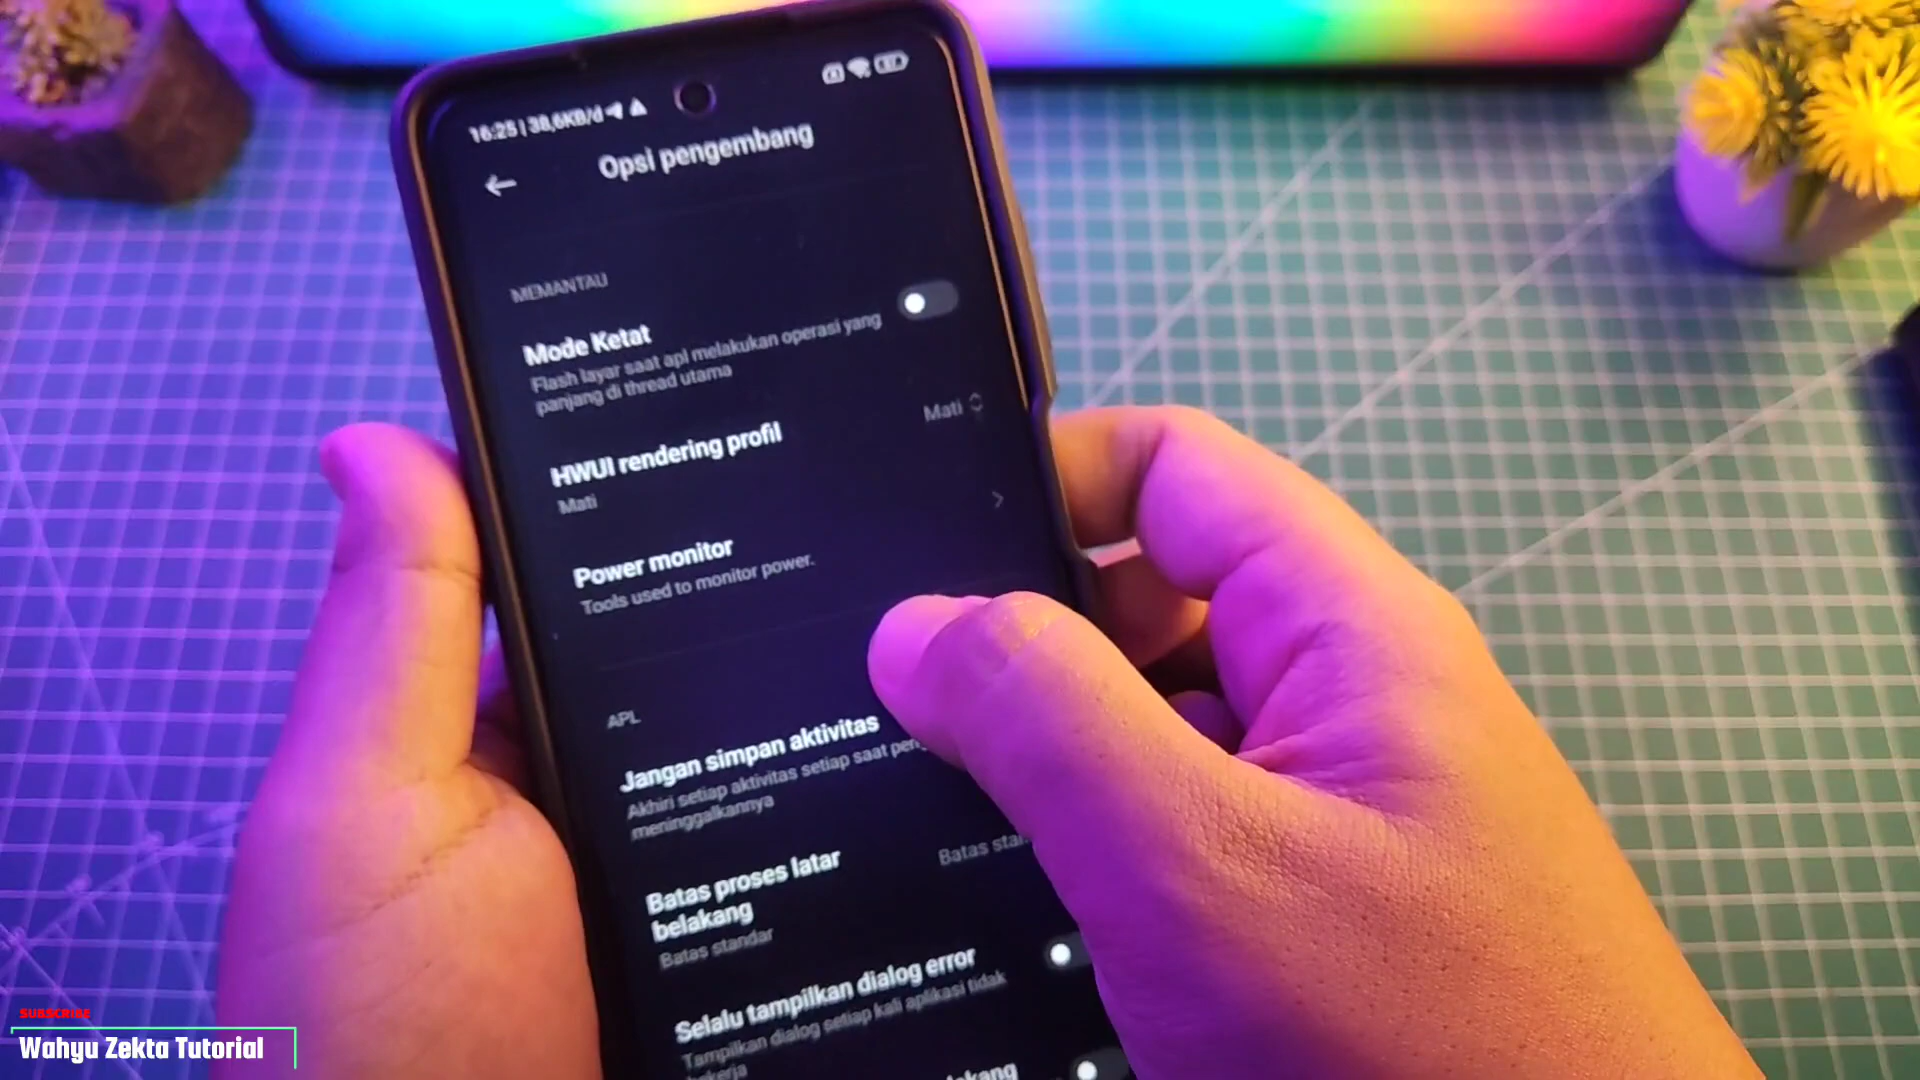 16:25 | 38,6KB/d
Opsi pengembang
MEMANTAU
Mode Ketat
Flash layar saat apl melakukan operasi yang
panjang di thread utama
HWUI rendering profil
Mati
Mati
Power monitor
Tools used to monitor power.
APL
Jangan simpan aktivitas
Akhiri setiap aktivitas setiap saat
meninggalkannya
Batas proses latar
belakang
Batas
Batas standar
Selalu tampilkan dialog error
Tampilkan dialog setiap kali aplikasi tidak
bekerja
SUBSCRIBE
Wahyu Zekta Tutorial